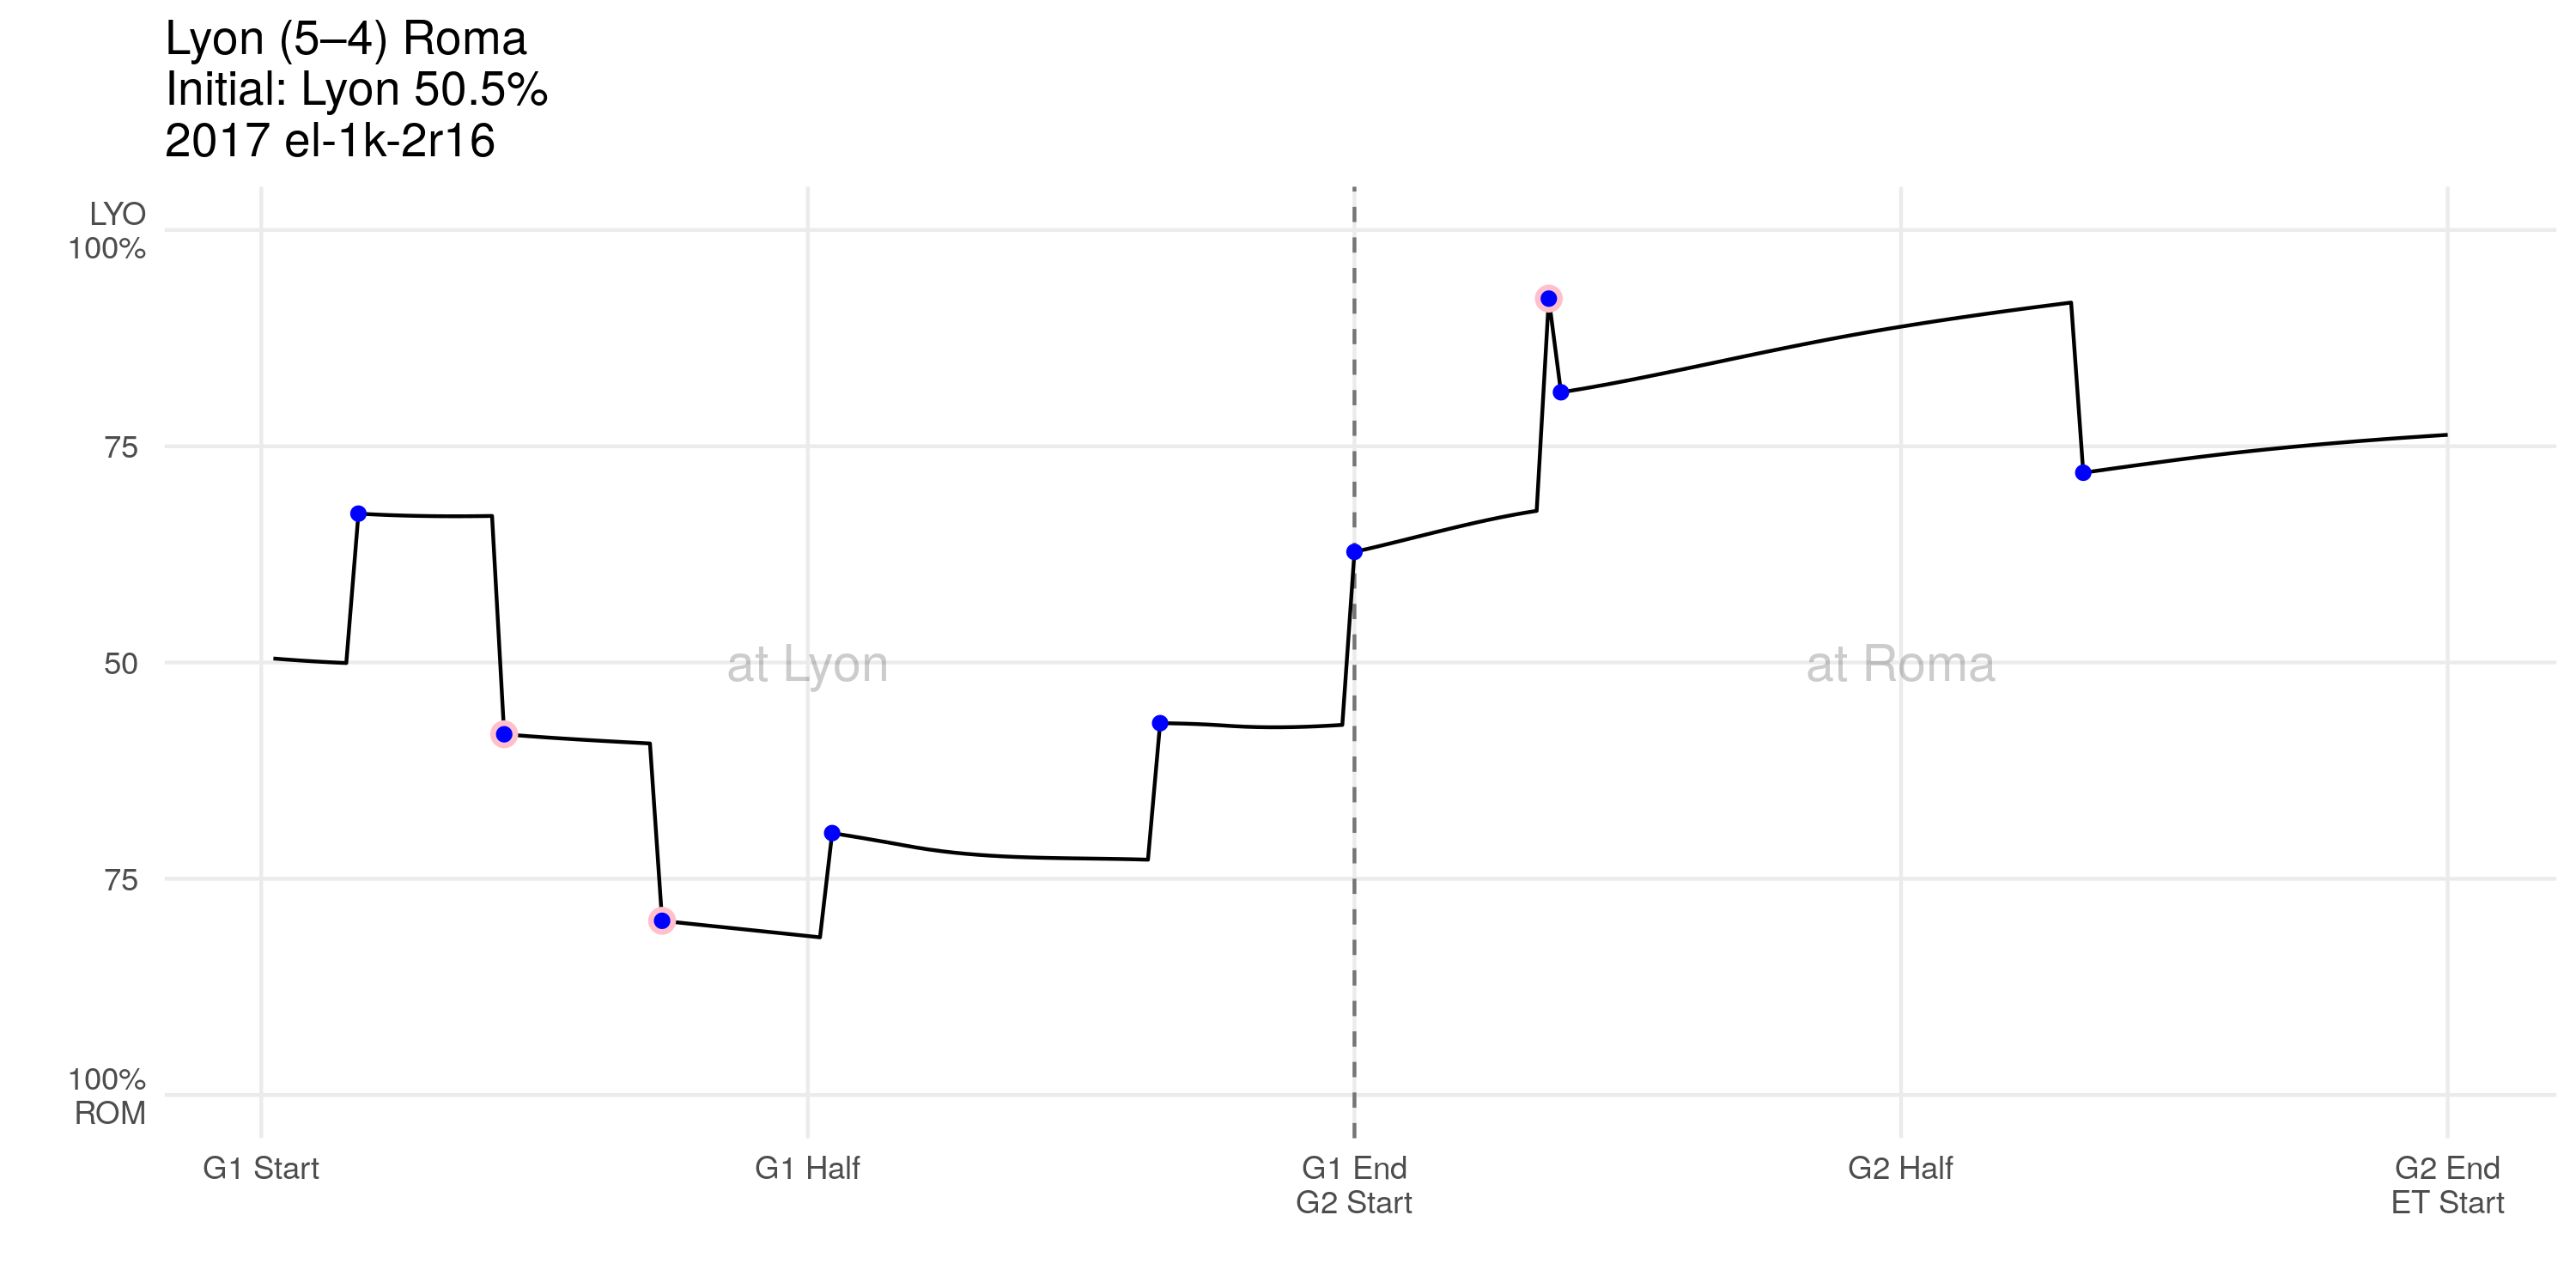 Lyon (5–4) Roma
Initial: Lyon 50.5%
2017 el-1k-2r16
LYO
100%
75
50
75
100%
ROM
at Lyon
at Roma
G1 Start
G1 Half
G1 End
G2 Start
G2 Half
G2 End
ET Start